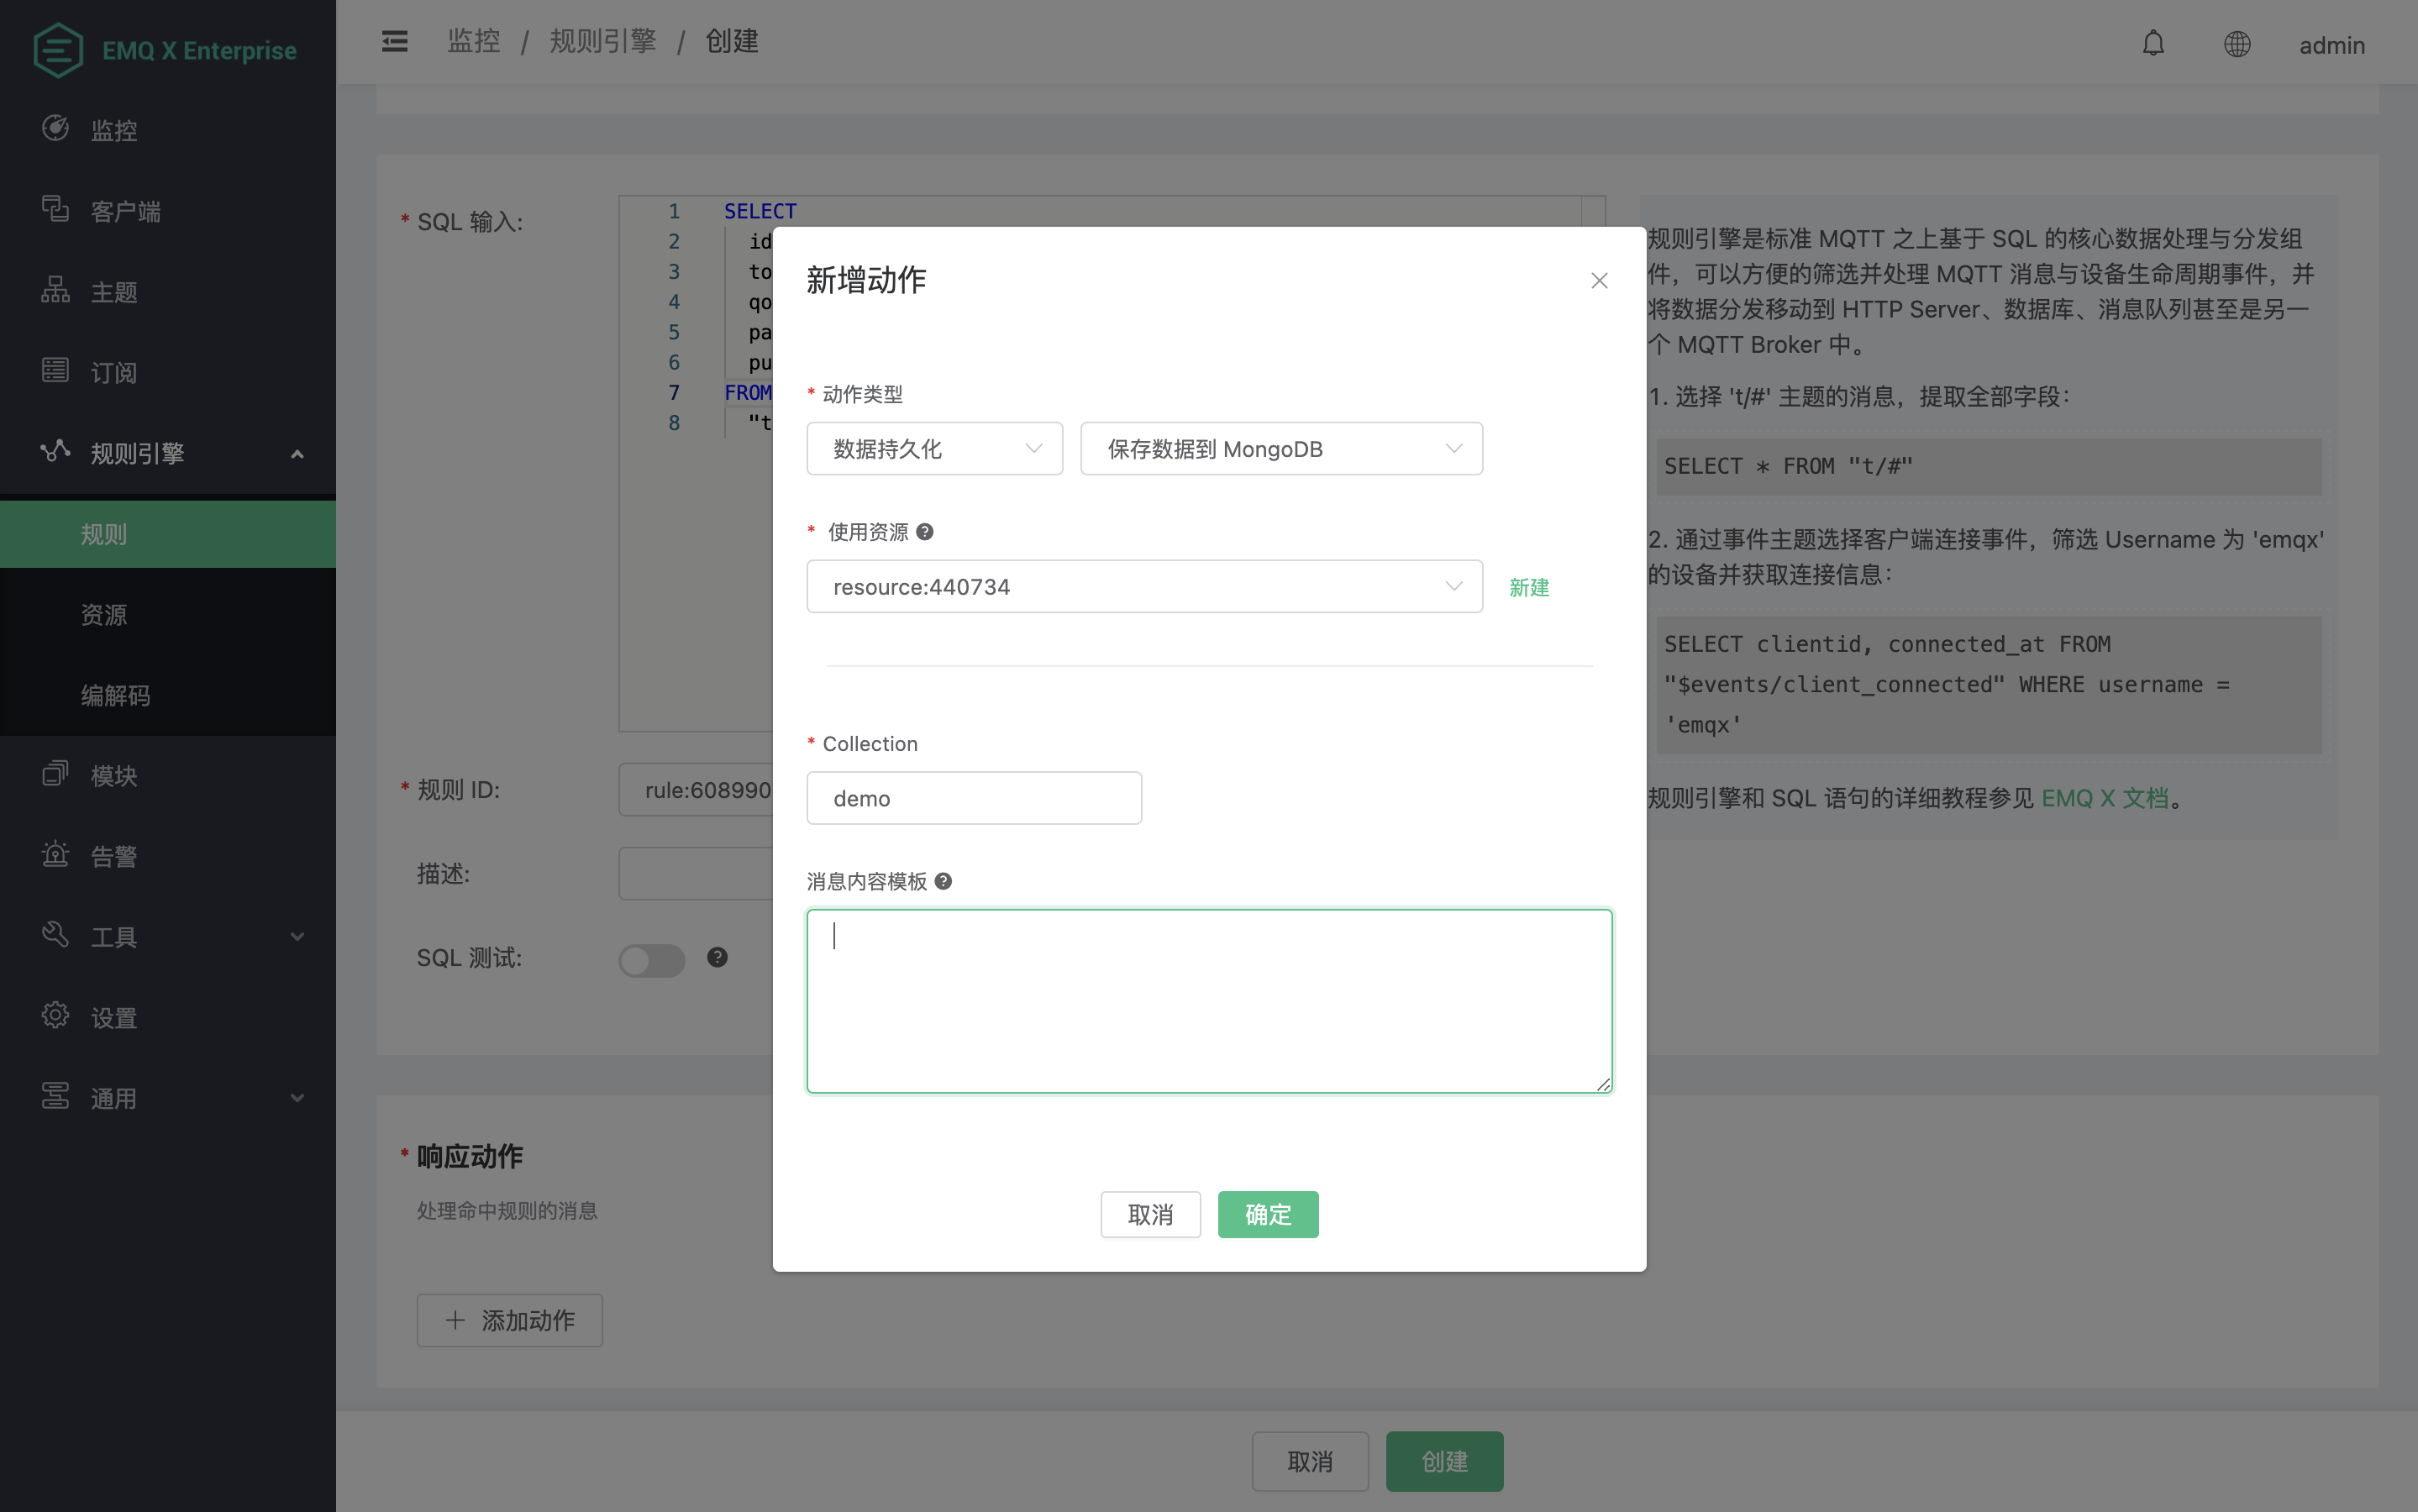 EMQ X Enterprise
监控 / 规则引擎 / 创建
admin
监控
客户端
主题
订阅
规则引擎
规则
资源
编解码
模块
告警
工具
设置
通用
* SQL 输入:
1 SELECT
2 id
3 to
4 qo
5 pa
6 pu
7 FROM
8 "t
* 规则 ID:
rule:608990
描述:
SQL 测试:
* 响应动作
处理命中规则的消息
+ 添加动作
新增动作
* 动作类型
数据持久化
保存数据到 MongoDB
* 使用资源
resource:440734
新建
* Collection
demo
消息内容模板
取消
确定
规则引擎是标准 MQTT 之上基于 SQL 的核心数据处理与分发组
件，可以方便的筛选并处理 MQTT 消息与设备生命周期事件，并
将数据分发移动到 HTTP Server、数据库、消息队列甚至是另一
个 MQTT Broker 中。
1. 选择 't/#' 主题的消息，提取全部字段：
SELECT * FROM "t/#"
2. 通过事件主题选择客户端连接事件，筛选 Username 为 'emqx'
的设备并获取连接信息：
SELECT clientid, connected_at FROM
"$events/client_connected" WHERE username =
'emqx'
规则引擎和 SQL 语句的详细教程参见 EMQ X 文档。
取消
创建